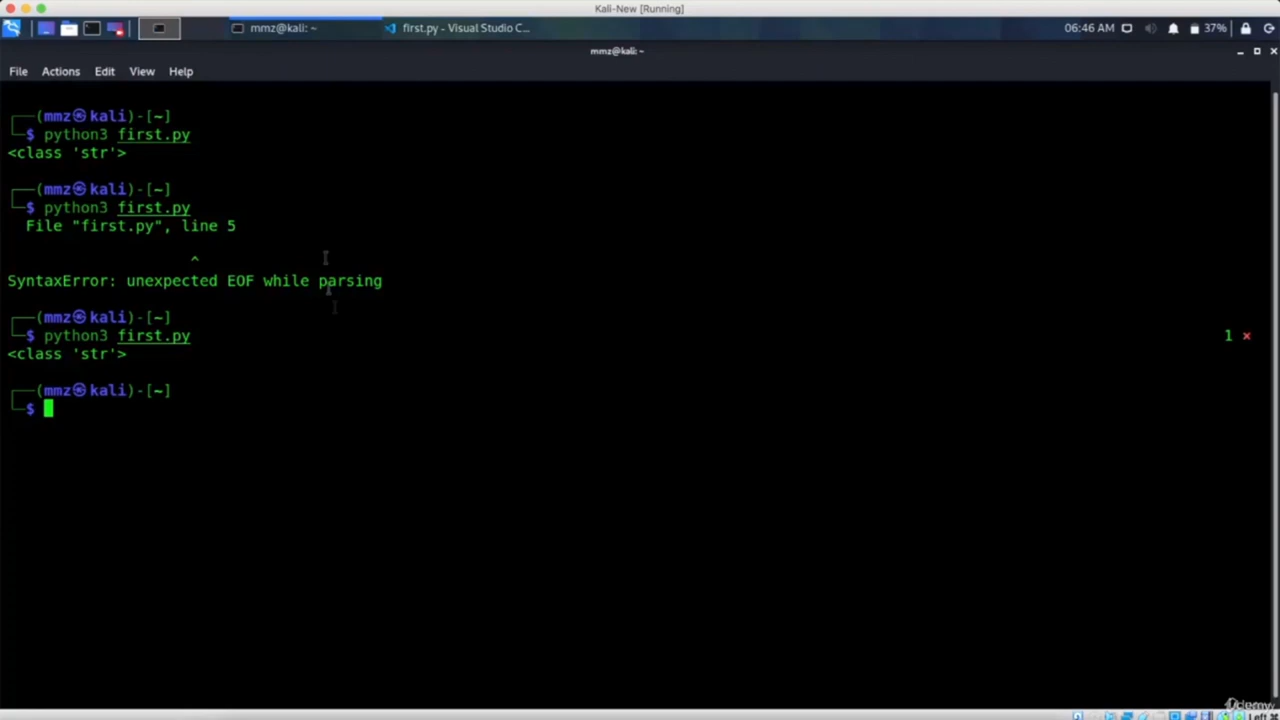 Kali-New [Running]
mmz@kali: ~
first.py - Visual Studio C...
06:46 AM
37%
mmz@kali: ~
File Actions Edit View Help
(mmz㉿kali)-[~]
$ python3 first.py
<class 'str'>
(mmz㉿kali)-[~]
$ python3 first.py
File "first.py", line 5
^
SyntaxError: unexpected EOF while parsing
(mmz㉿kali)-[~]
$ python3 first.py
1 ×
<class 'str'>
(mmz㉿kali)-[~]
$
Udemy
Left ⌘